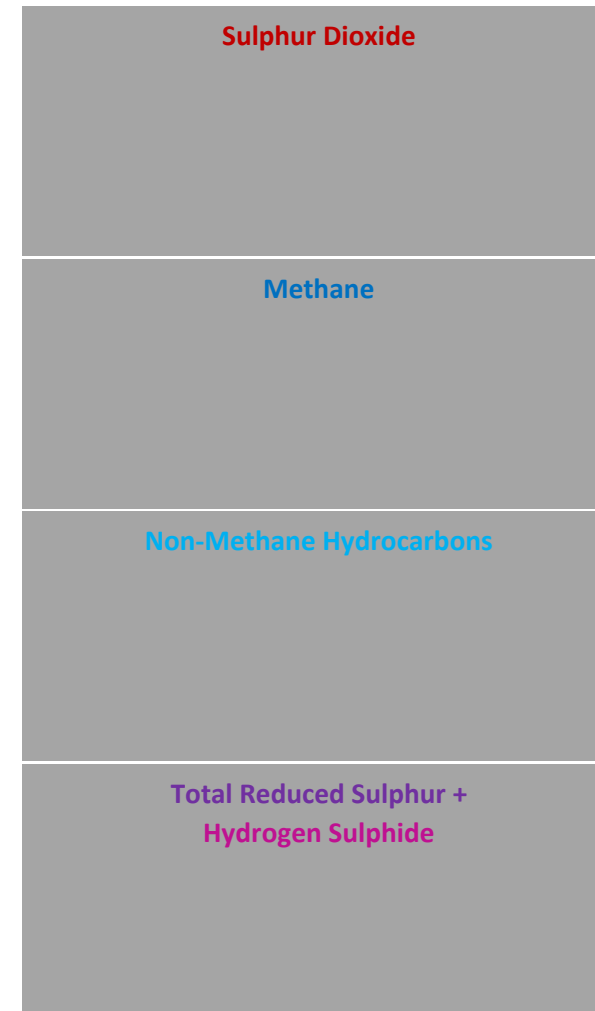 Sulphur Dioxide
Methane
Non-Methane Hydrocarbons
Total Reduced Sulphur +
Hydrogen Sulphide